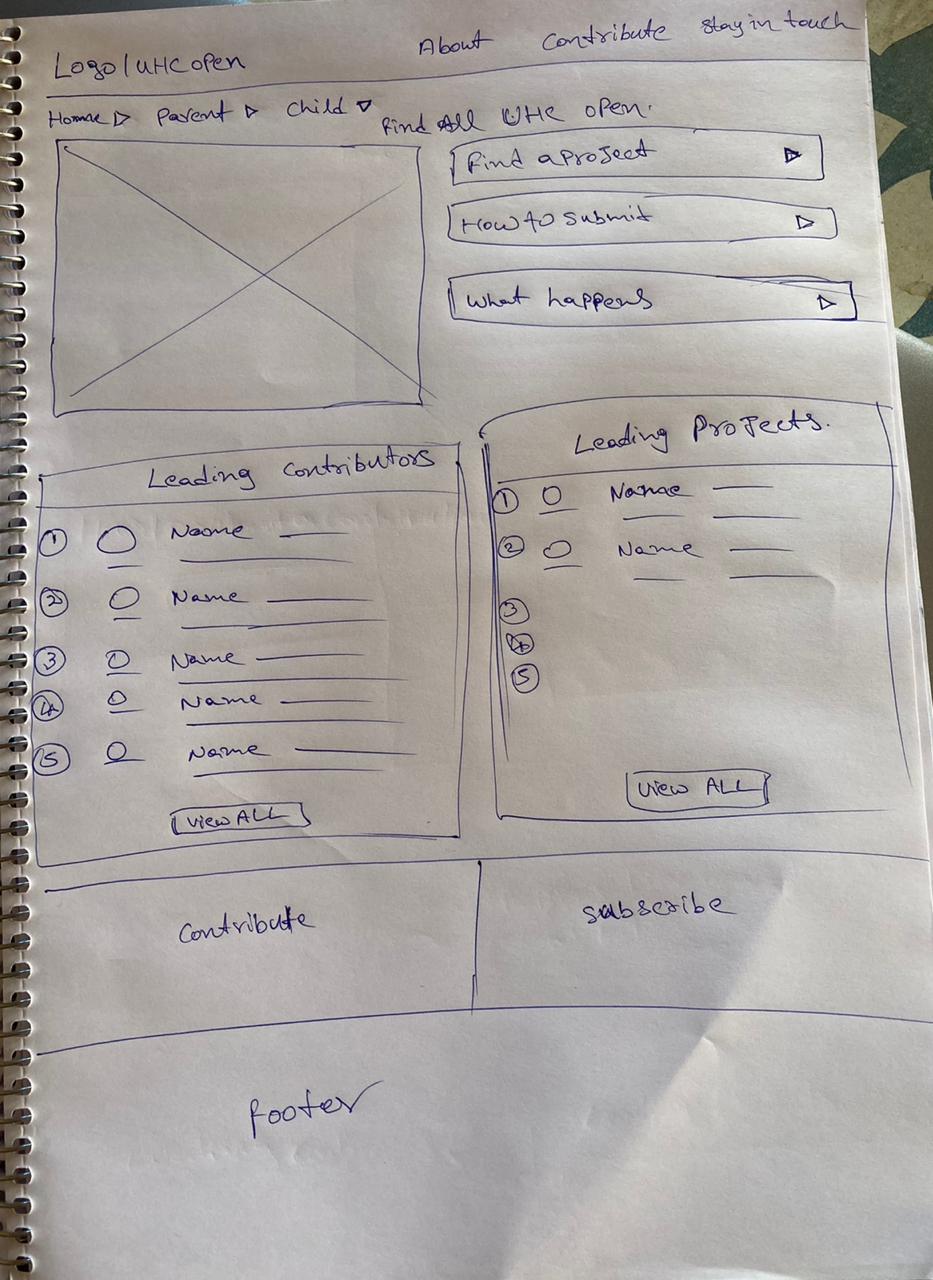 Logo / UHC open
About Contribute Stay in touch
Home Parent Child
Find All UHC open.
Find a project
How to submit
What happens
Leading Contributors
1 Name
2 Name
3 Name
4 Name
5 Name
View ALL
Leading Projects.
1 Name
2 Name
3
4
5
View ALL
Contribute
Subscribe
footer